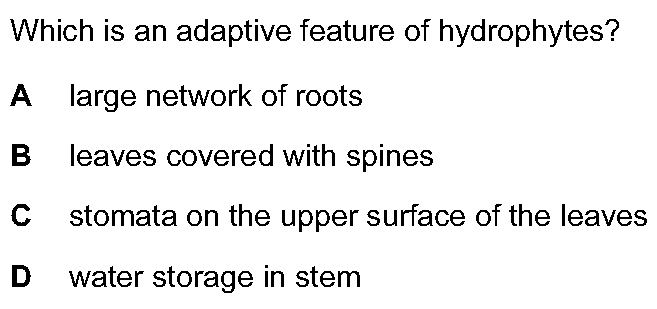 Which is an adaptive feature of hydrophytes?
A large network of roots
B leaves covered with spines
C stomata on the upper surface of the leaves
D water storage in stem